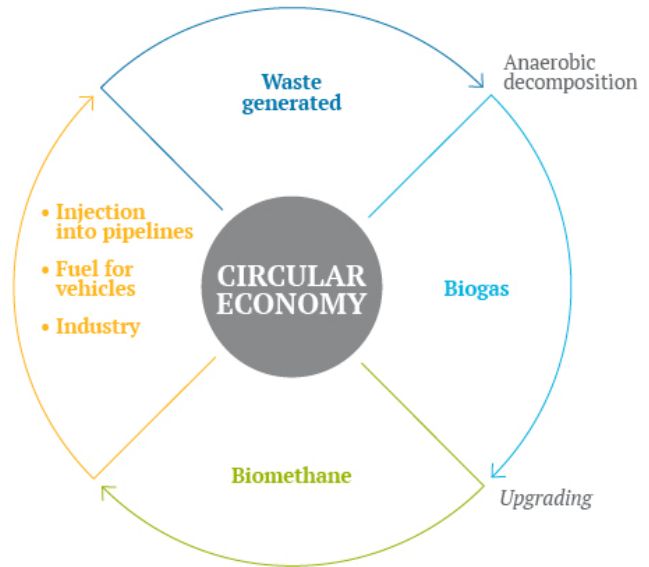 Waste
generated
Anaerobic
decomposition
• Injection
into pipelines
• Fuel for
vehicles
• Industry
CIRCULAR
ECONOMY
Biogas
Biomethane
Upgrading